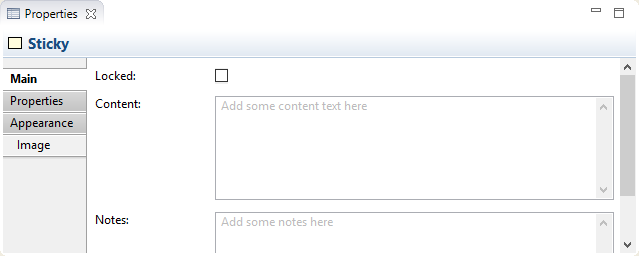 Properties
Sticky
Main
Properties
Appearance
Image
Locked:
Content:
Add some content text here
Notes:
Add some notes here